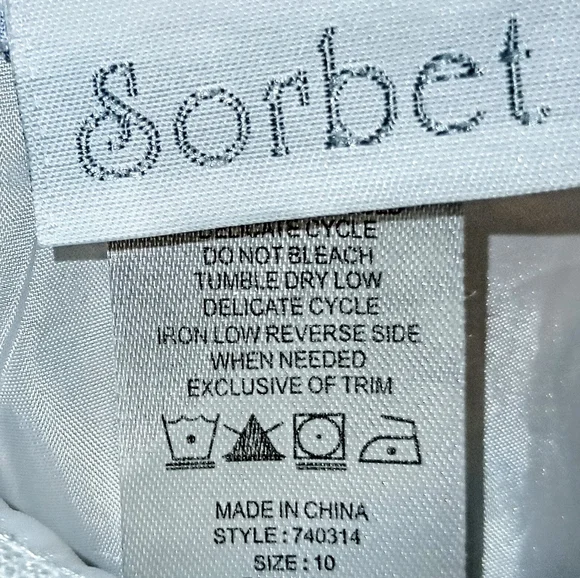 Sorbet.
DELICATE CYCLE
DO NOT BLEACH
TUMBLE DRY LOW
DELICATE CYCLE
IRON LOW REVERSE SIDE
WHEN NEEDED
EXCLUSIVE OF TRIM
MADE IN CHINA
STYLE : 740314
SIZE : 10